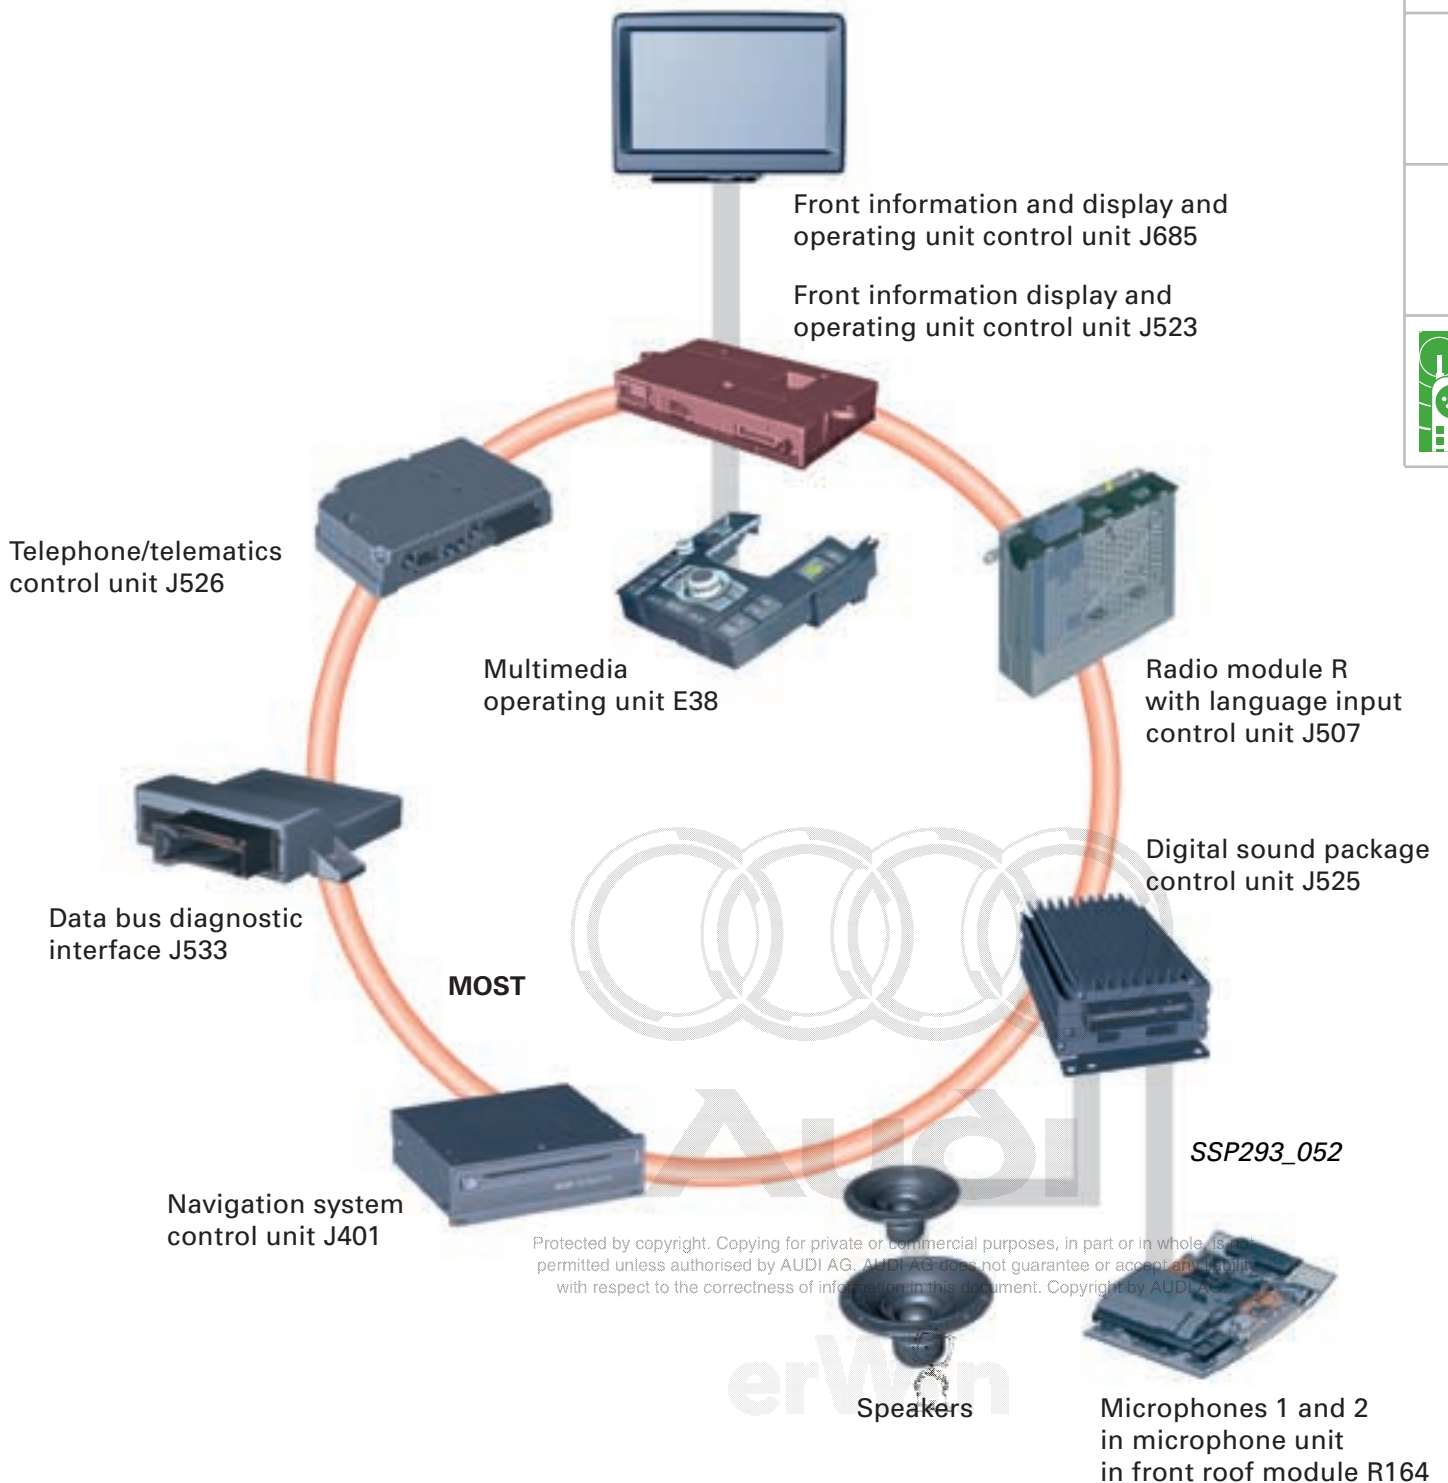 Front information and display and
operating unit control unit J685
Front information display and
operating unit control unit J523
Telephone/telematics
control unit J526
Multimedia
operating unit E38
Radio module R
with language input
control unit J507
Digital sound package
control unit J525
Data bus diagnostic
interface J533
MOST
Audi
SSP293_052
Navigation system
control unit J401
Protected by copyright. Copying for private or commercial purposes, in part or in whole, is not
permitted unless authorised by AUDI AG. AUDI AG does not guarantee or accept any liability
with respect to the correctness of information in this document. Copyright by AUDI AG.
erWin
Speakers
Microphones 1 and 2
in microphone unit
in front roof module R164